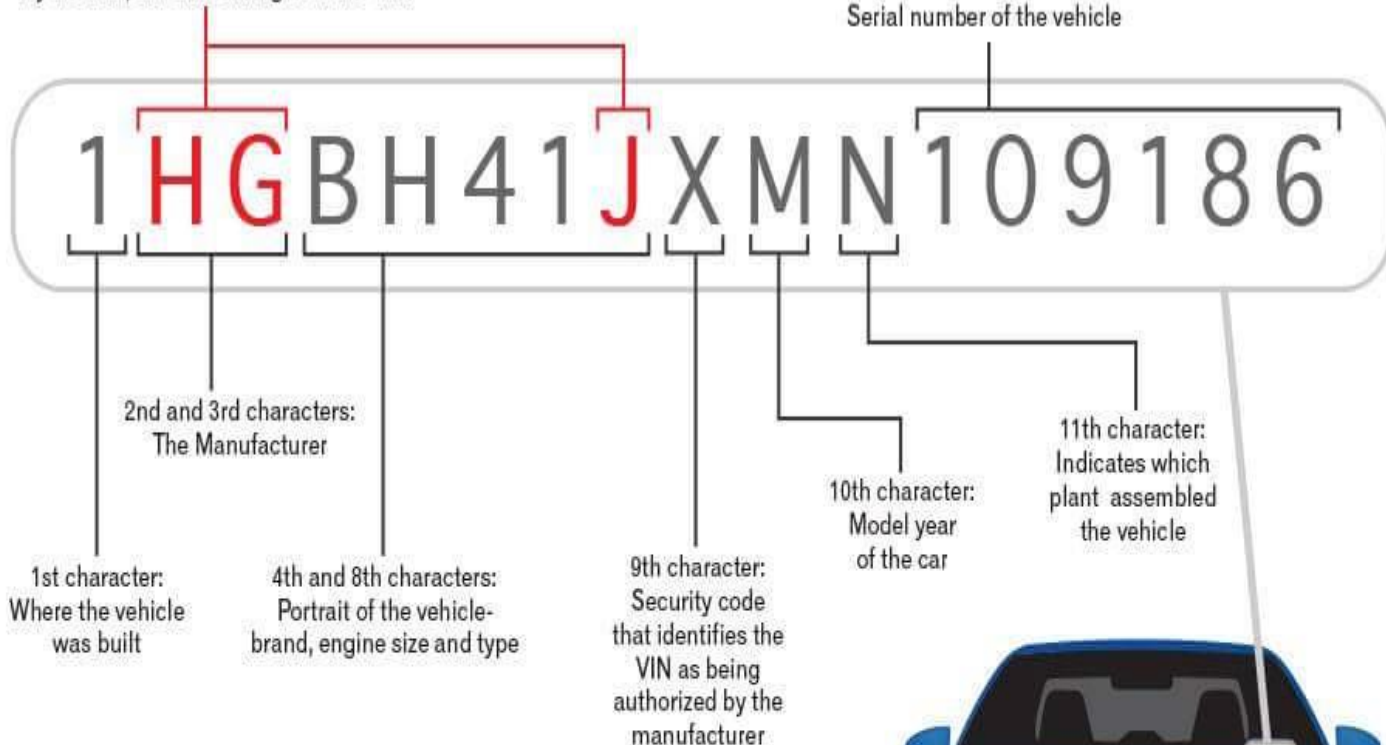 Serial number of the vehicle
1HGBH41JXMN109186
2nd and 3rd characters:
The Manufacturer
11th character:
Indicates which
plant assembled
the vehicle
10th character:
Model year
of the car
1st character:
Where the vehicle
was built
4th and 8th characters:
Portrait of the vehicle-
brand, engine size and type
9th character:
Security code
that identifies the
VIN as being
authorized by the
manufacturer